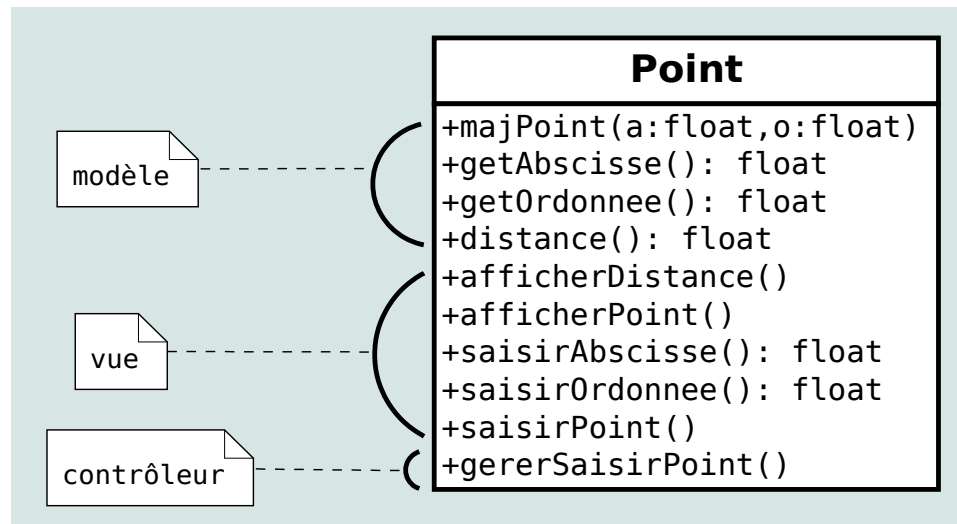 Point
+majPoint(a:float,o:float)
+getAbscisse(): float
+getOrdonnee(): float
+distance(): float
+afficherDistance()
+afficherPoint()
+saisirAbscisse(): float
+saisirOrdonnee(): float
+saisirPoint()
+gererSaisirPoint()
modèle
vue
contrôleur